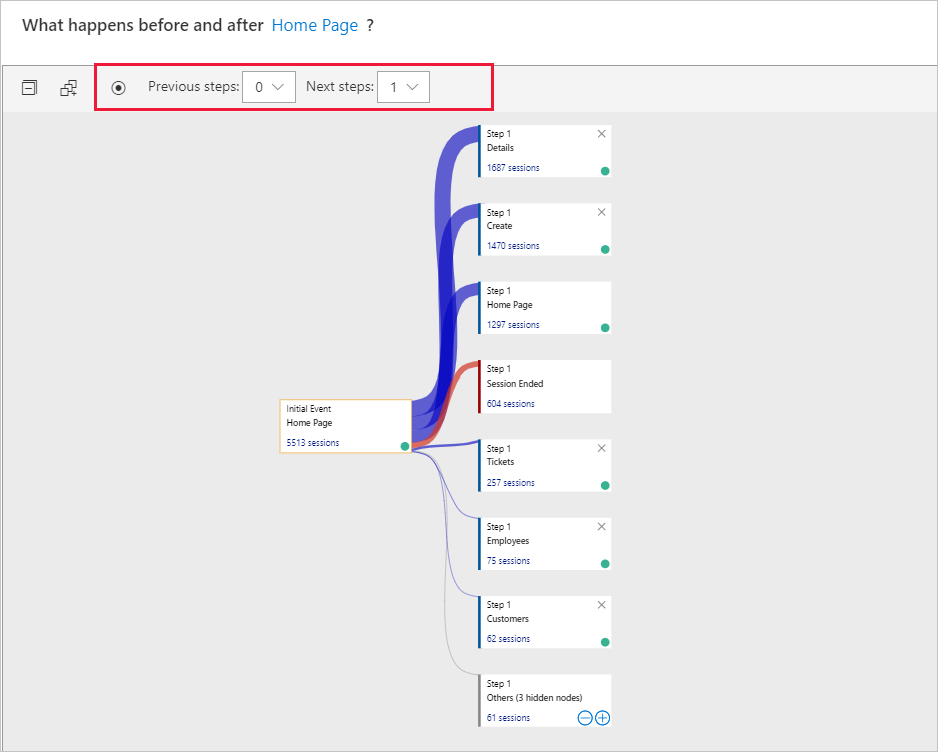 What happens before and after Home Page ?
Previous steps: 0 Next steps: 1
Step 1
Details
1687 sessions
Step 1
Create
1470 sessions
Step 1
Home Page
1297 sessions
Step 1
Session Ended
604 sessions
Initial Event
Home Page
5513 sessions
Step 1
Tickets
257 sessions
Step 1
Employees
75 sessions
Step 1
Customers
62 sessions
Step 1
Others (3 hidden nodes)
61 sessions